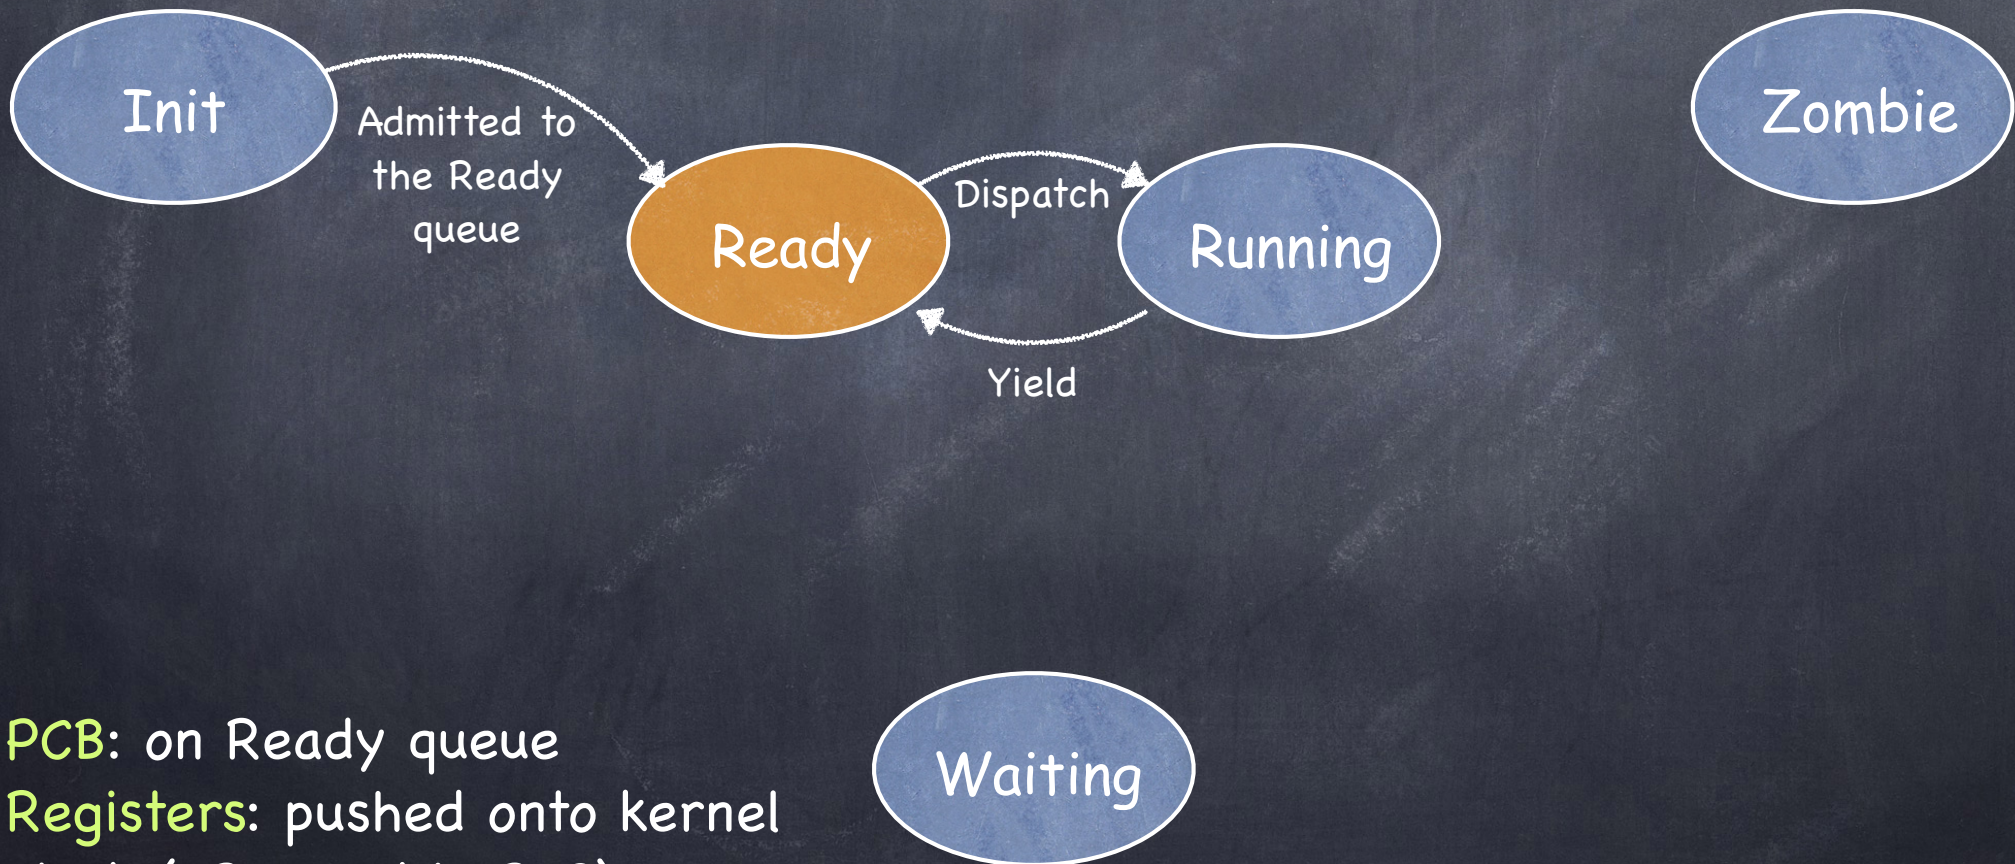 Init
Zombie
Admitted to
the Ready
queue
Dispatch
Ready
Running
Yield
PCB: on Ready queue
Waiting
Registers: pushed onto kernel